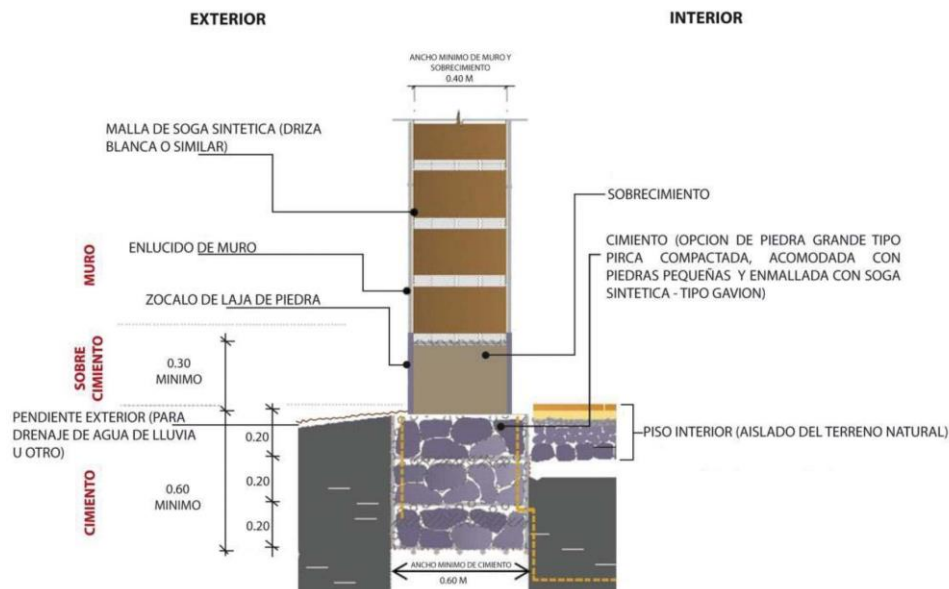 EXTERIOR
INTERIOR
ANCHO MINIMO DE MURO Y
SOBRECIMIENTO
0.40 M
MALLA DE SOGA SINTETICA (DRIZA
BLANCA O SIMILAR)
SOBRECIMIENTO
MURO
ENLUCIDO DE MURO
CIMIENTO (OPCION DE PIEDRA GRANDE TIPO
PIRCA COMPACTADA, ACOMODADA CON
PIEDRAS PEQUEÑAS Y ENMALLADA CON SOGA
SINTETICA - TIPO GAVION)
ZOCALO DE LAJA DE PIEDRA
SOBRE
CIMIENTO
0.30
MINIMO
PENDIENTE EXTERIOR (PARA
DRENAJE DE AGUA DE LLUVIA
U OTRO)
0.20
PISO INTERIOR (AISLADO DEL TERRENO NATURAL)
CIMIENTO
0.60
MINIMO
0.20
0.20
ANCHO MINIMO DE CIMIENTO
0.60 M